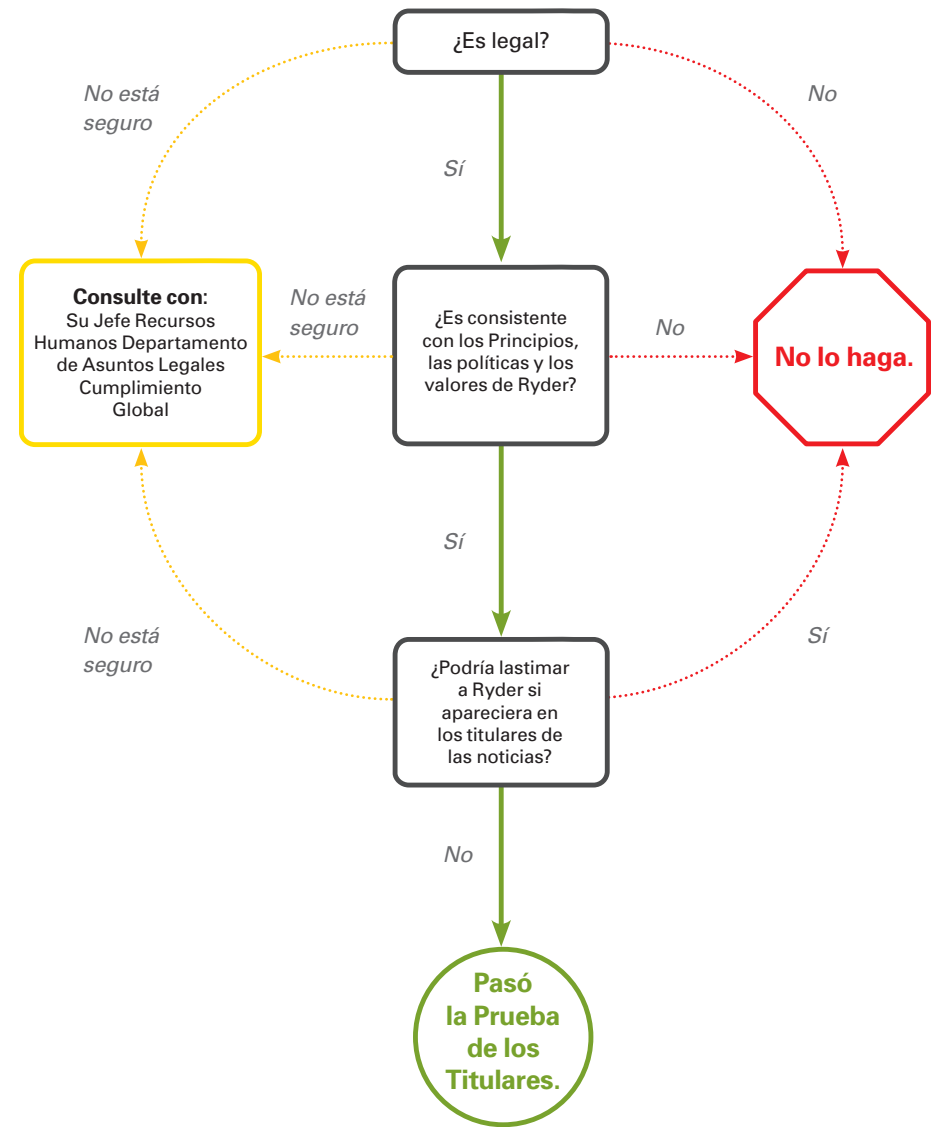 ¿Es legal?
No está
seguro
No
Sí
Consulte con:
Su Jefe Recursos
Humanos Departamento
de Asuntos Legales
Cumplimiento
Global
No está
seguro
¿Es consistente
con los Principios,
las políticas y los
valores de Ryder?
No
No lo haga.
Sí
No está
seguro
¿Podría lastimar
a Ryder si
apareciera en
los titulares de
las noticias?
Sí
No
Pasó
la Prueba
de los
Titulares.